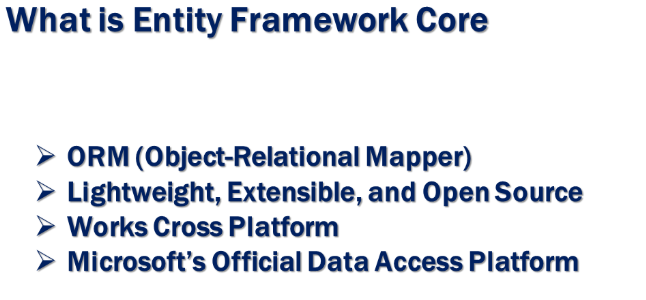 What is Entity Framework Core
➢ ORM (Object-Relational Mapper)
➢ Lightweight, Extensible, and Open Source
➢ Works Cross Platform
➢ Microsoft’s Official Data Access Platform